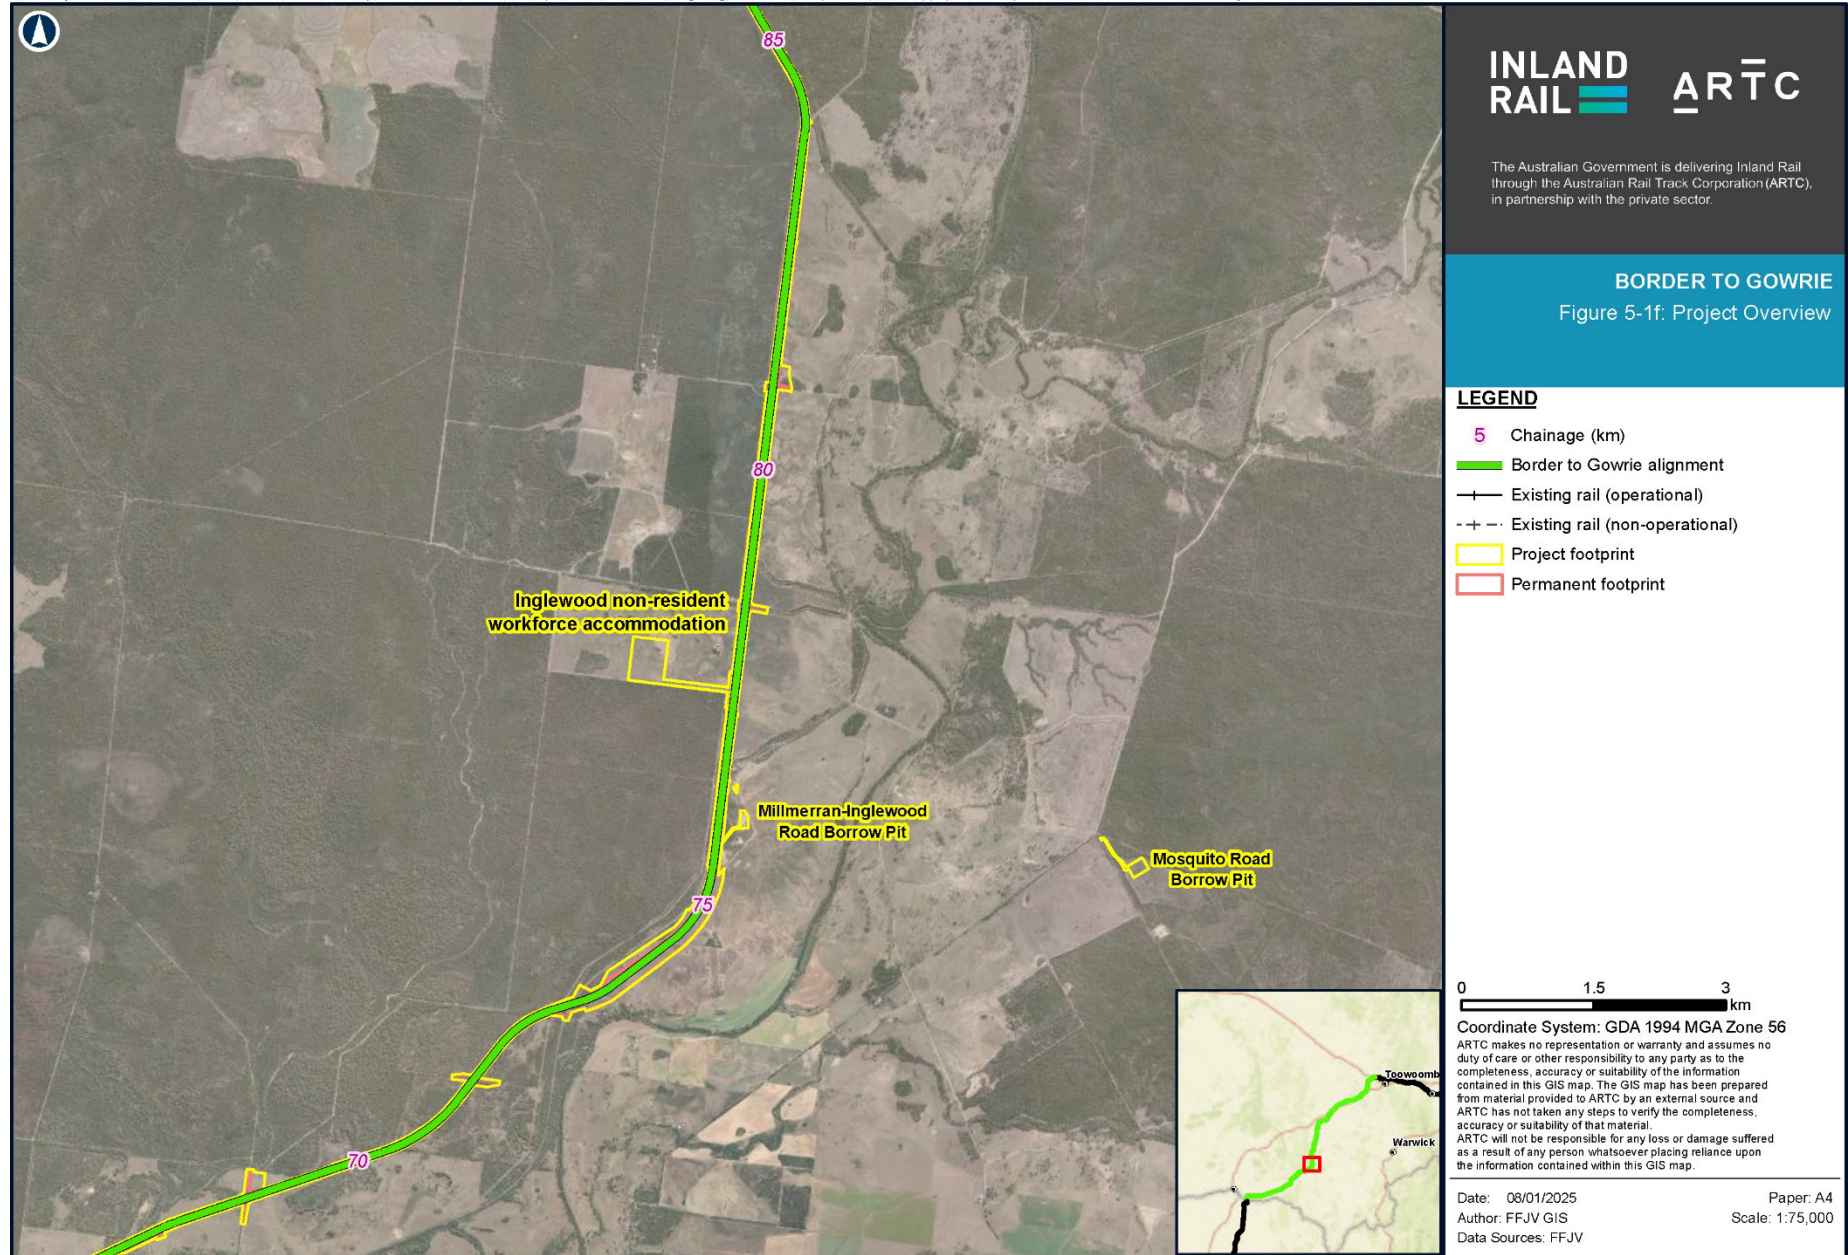 85
80
Inglewood non-resident
workforce accommodation
Millmerran-Inglewood
Road Borrow Pit
Mosquito Road
Borrow Pit
75
70
Toowoomb
Warwick
INLAND
RAIL
ARTC
The Australian Government is delivering Inland Rail
through the Australian Rail Track Corporation (ARTC),
in partnership with the private sector.
BORDER TO GOWRIE
Figure 5-1f: Project Overview
LEGEND
5 Chainage (km)
Border to Gowrie alignment
Existing rail (operational)
Existing rail (non-operational)
Project footprint
Permanent footprint
0 1.5 3
km
Coordinate System: GDA 1994 MGA Zone 56
ARTC makes no representation or warranty and assumes no
duty of care or other responsibility to any party as to the
completeness, accuracy or suitability of the information
contained in this GIS map. The GIS map has been prepared
from material provided to ARTC by an external source and
ARTC has not taken any steps to verify the completeness,
accuracy or suitability of that material.
ARTC will not be responsible for any loss or damage suffered
as a result of any person whatsoever placing reliance upon
the information contained within this GIS map.
Date: 08/01/2025 Paper: A4
Author: FFJV GIS Scale: 1:75,000
Data Sources: FFJV